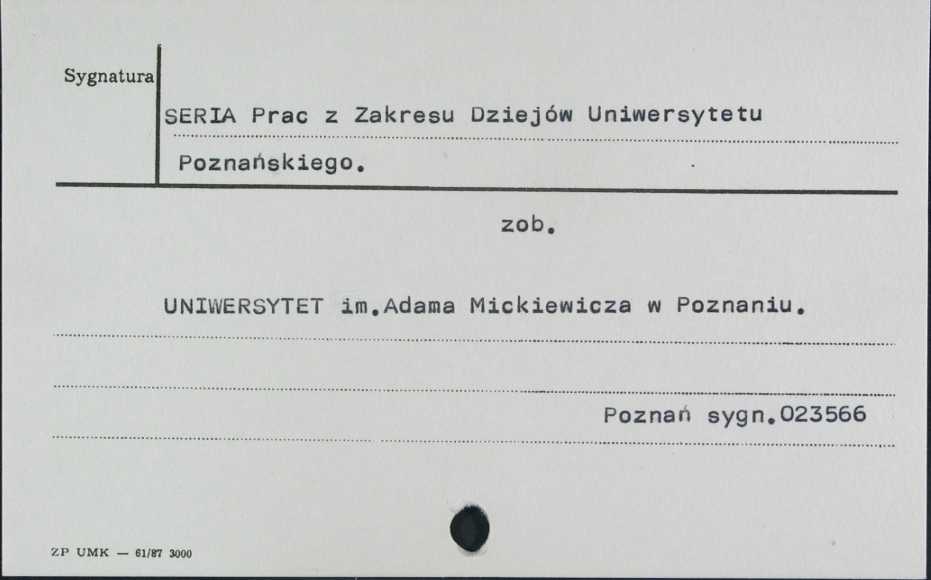 Sygnatura
SERIA Prac z Zakresu Dziejów Uniwersytetu
Poznańskiego.
zob.
UNIWERSYTET im.Adama Mickiewicza w Poznaniu.
Poznań sygn.023566
ZP UMK — 61/87 3000